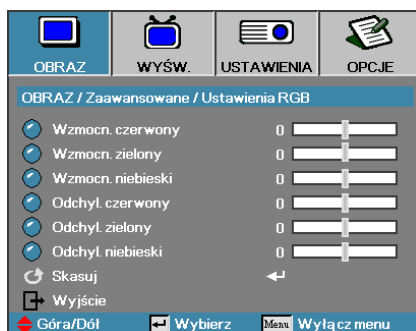 OBRAZ WYŚW. USTAWIENIA OPCJE
OBRAZ / Zaawansowane / Ustawienia RGB
Wzmocn. czerwony 0
Wzmocn. zielony 0
Wzmocn. niebieski 0
Odchyl. czerwony 0
Odchyl. zielony 0
Odchyl. niebieski 0
Skasuj
Wyjście
Góra/Dół Wybierz Menu Wyłącz menu